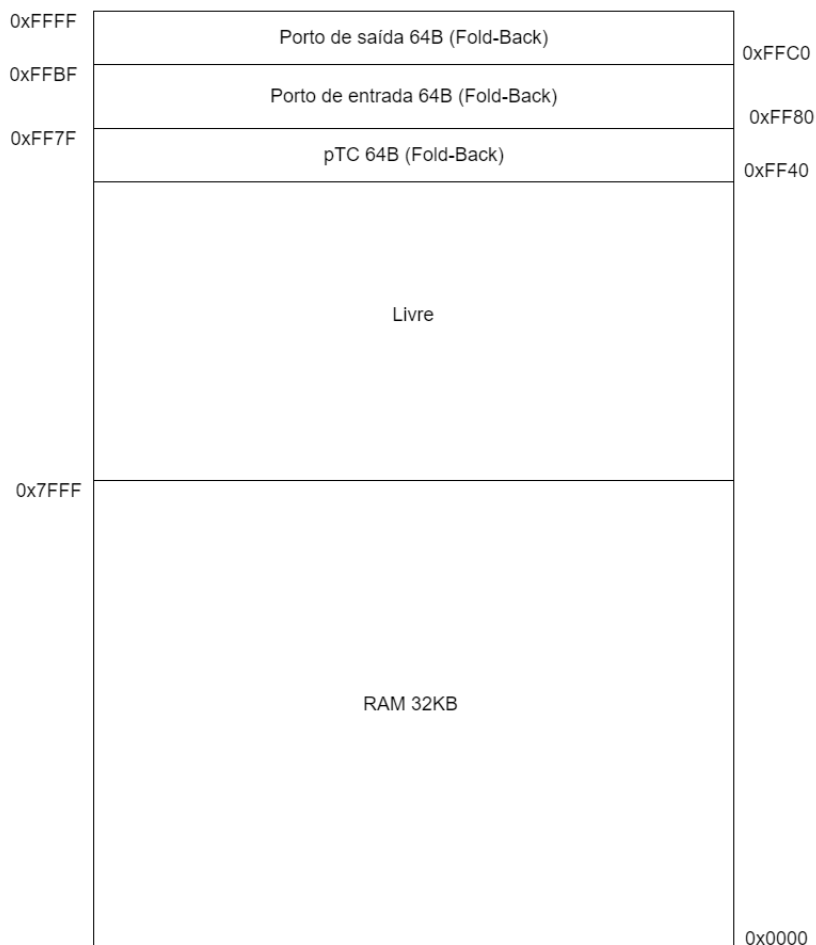 0xFFFF
Porto de saída 64B (Fold-Back)
0xFFC0
0xFFBF
Porto de entrada 64B (Fold-Back)
0xFF80
0xFF7F
pTC 64B (Fold-Back)
0xFF40
Livre
0x7FFF
RAM 32KB
0x0000